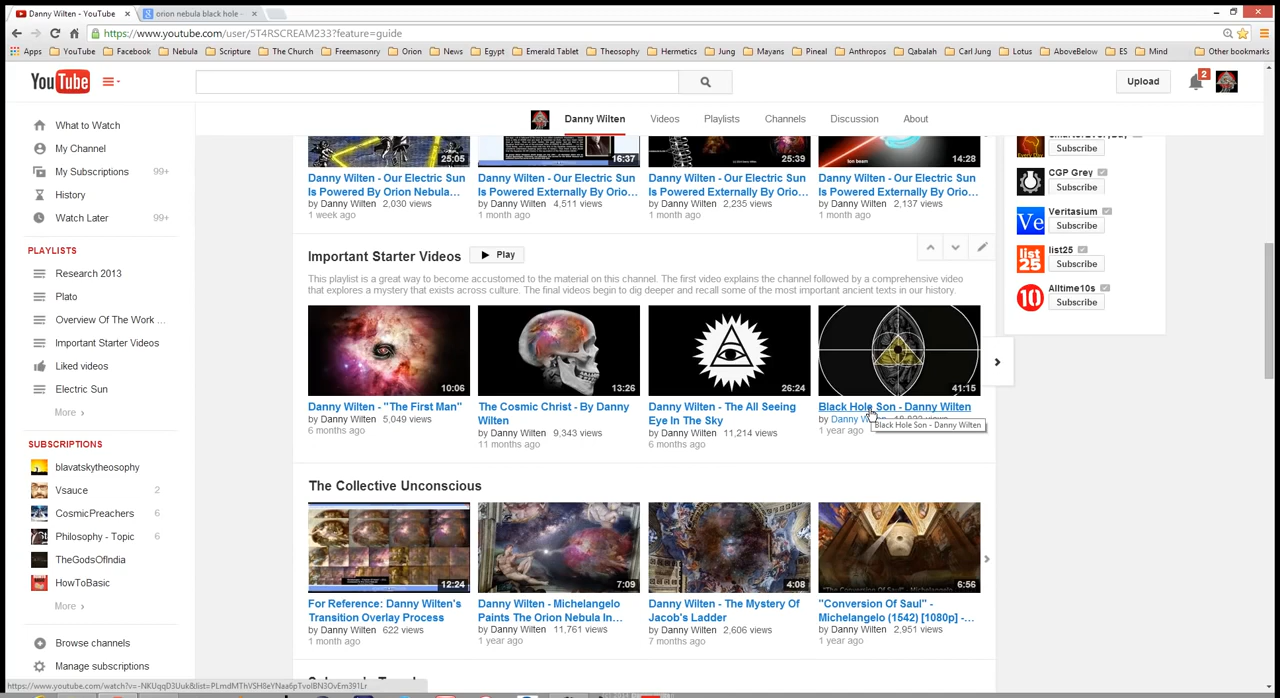 Danny Wilten - YouTube
orion nebula black hole
https://www.youtube.com/user/5T4RSCREAM233?feature=guide
Apps YouTube Facebook Nebula Scripture The Church Freemasonry Orion News Egypt Emerald Tablet Theosophy Hermetics Jung Mayans Pineal Anthropos Qabalah Carl Jung Lotus AboveBelow ES Mind Other bookmarks
YouTube
Upload
2
Danny Wilten Videos Playlists Channels Discussion About
What to Watch
My Channel
My Subscriptions 99+
History
Watch Later 99+
PLAYLISTS
Research 2013
Plato
Overview Of The Work ...
Important Starter Videos
Liked videos
Electric Sun
More ›
SUBSCRIPTIONS
blavatskytheosophy
Vsauce 2
CosmicPreachers 6
Philosophy - Topic 6
TheGodsOfIndia
HowToBasic
More ›
Browse channels
Manage subscriptions
25:05
16:37
25:39
Ion beam
14:28
Danny Wilten - Our Electric Sun
Is Powered By Orion Nebula...
by Danny Wilten 2,030 views
1 week ago
Danny Wilten - Our Electric Sun
Is Powered Externally By Orio...
by Danny Wilten 4,511 views
1 month ago
Danny Wilten - Our Electric Sun
Is Powered Externally By Orio...
by Danny Wilten 2,235 views
1 month ago
Danny Wilten - Our Electric Sun
Is Powered Externally By Orio...
by Danny Wilten 2,137 views
1 month ago
Important Starter Videos
Play
This playlist is a great way to become accustomed to the material on this channel. The first video explains the channel followed by a comprehensive video
that explores a mystery that exists across culture. The final videos begin to dig deeper and recall some of the most important ancient texts in our history.
10:06
13:26
26:24
41:15
Danny Wilten - "The First Man"
by Danny Wilten 5,049 views
6 months ago
The Cosmic Christ - By Danny
Wilten
by Danny Wilten 9,343 views
11 months ago
Danny Wilten - The All Seeing
Eye In The Sky
by Danny Wilten 11,214 views
6 months ago
Black Hole Son - Danny Wilten
by Danny
1 year ago
Black Hole Son - Danny Wilten
The Collective Unconscious
12:24
7:09
4:08
6:56
For Reference: Danny Wilten's
Transition Overlay Process
by Danny Wilten 622 views
1 month ago
Danny Wilten - Michelangelo
Paints The Orion Nebula In...
by Danny Wilten 11,761 views
1 year ago
Danny Wilten - The Mystery Of
Jacob's Ladder
by Danny Wilten 2,606 views
7 months ago
"Conversion Of Saul" -
Michelangelo (1542) [1080p] -...
by Danny Wilten 2,951 views
1 year ago
Subscribe
CGP Grey
Subscribe
Ve
Veritasium
Subscribe
list25
list25
Subscribe
10
Alltime10s
Subscribe